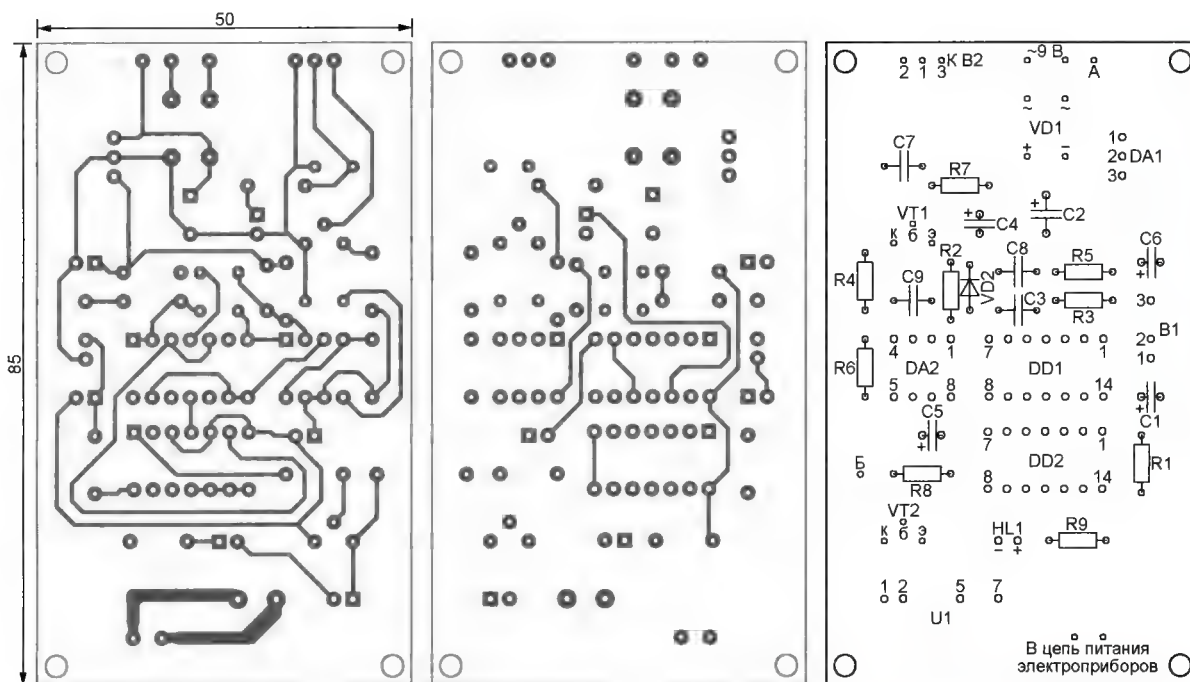 50
85
2 1 3 К В2 ~9 В А
~ ~
VD1
+ −
1
2 DA1
3
C7
R7
VT1
К б Э
+ C4
+ C2
R4
C9
R2
VD2
C8
C3
R5
R3
C6
+
3
2 В1
1
R6
4 1 7 1
DA2 DD1
5 8 8 14
C5
+
+
C1
7 1
Б
R8
DD2
8 14
R1
VT2
К б Э
HL1
− +
R9
1 2 5 7
U1
В цепь питания
электроприборов